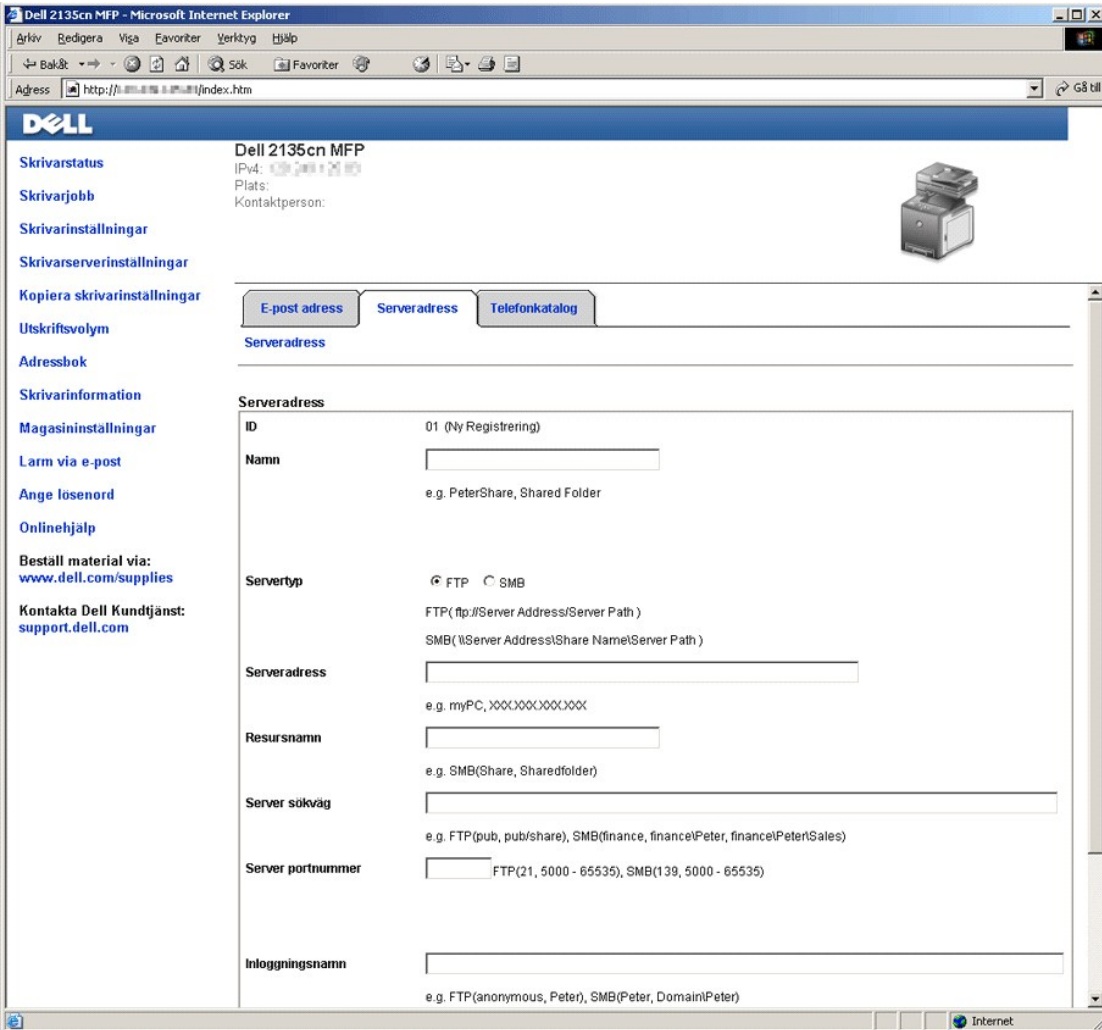 Dell 2135cn MFP - Microsoft Internet Explorer
Arkiv Redigera Visa Favoriter Verktyg Hjälp
Bakåt Sök Favoriter
Adress http:// /index.htm Gå till
DELL
Dell 2135cn MFP
IPv4:
Plats:
Kontaktperson:
Skrivarstatus
Skrivarjobb
Skrivarinställningar
Skrivarserverinställningar
Kopiera skrivarinställningar
Utskriftsvolym
Adressbok
Skrivarinformation
Magasininställningar
Larm via e-post
Ange lösenord
Onlinehjälp
Beställ material via:
www.dell.com/supplies
Kontakta Dell Kundtjänst:
support.dell.com
E-post adress Serveradress Telefonkatalog
Serveradress
Serveradress
ID 01 (Ny Registrering)
Namn
e.g. PeterShare, Shared Folder
Servertyp FTP SMB
FTP( ftp://Server Address/Server Path )
SMB( \\Server Address\Share Name\Server Path )
Serveradress
e.g. myPC, XXX.XXX.XXX.XXX
Resursnamn
e.g. SMB(Share, Sharedfolder)
Server sökväg
e.g. FTP(pub, pub/share), SMB(finance, finance\Peter, finance\Peter\Sales)
Server portnummer FTP(21, 5000 - 65535), SMB(139, 5000 - 65535)
Inloggningsnamn
e.g. FTP(anonymous, Peter), SMB(Peter, Domain\Peter)
Internet